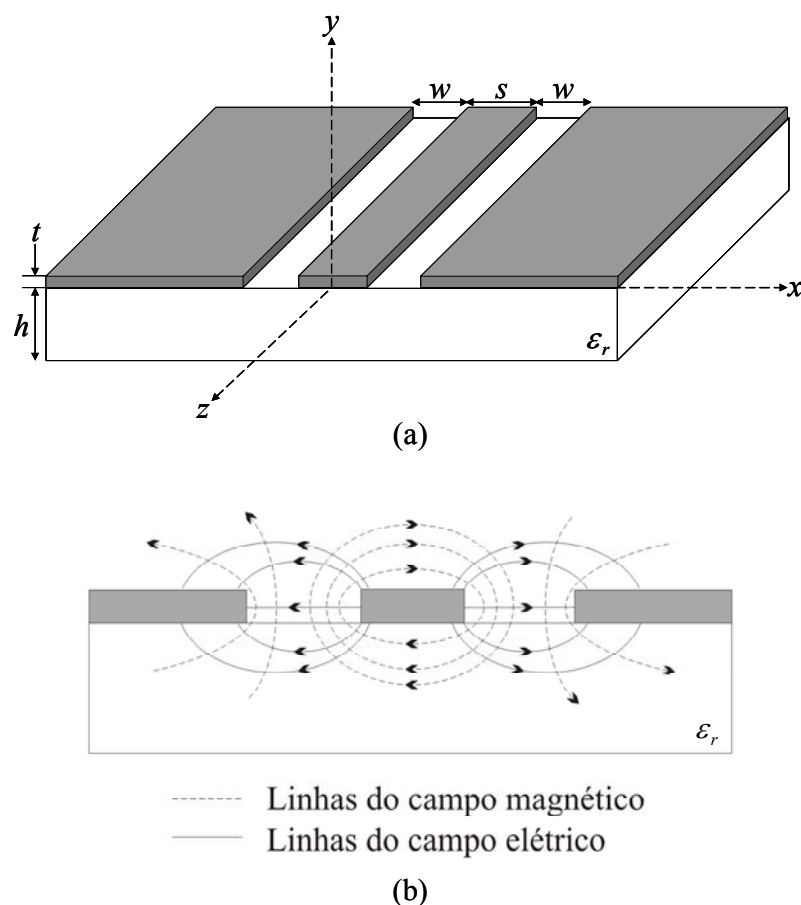 y
w s w
t
h
x
εr
z
(a)
εr
Linhas do campo magnético
Linhas do campo elétrico
(b)